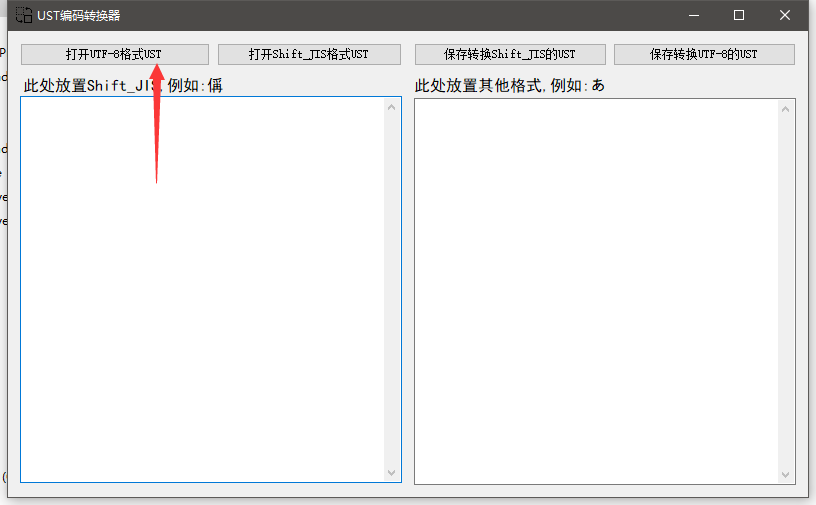 UST编码转换器
打开UTF-8格式UST
打开Shift_JIS格式UST
保存转换Shift_JIS的UST
保存转换UTF-8的UST
此处放置Shift_JIS,例如:偁
此处放置其他格式,例如:あ